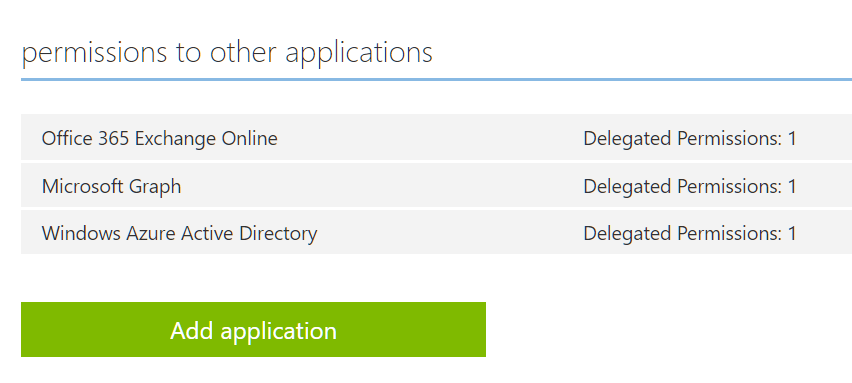 permissions to other applications
Office 365 Exchange Online Delegated Permissions: 1
Microsoft Graph Delegated Permissions: 1
Windows Azure Active Directory Delegated Permissions: 1
Add application